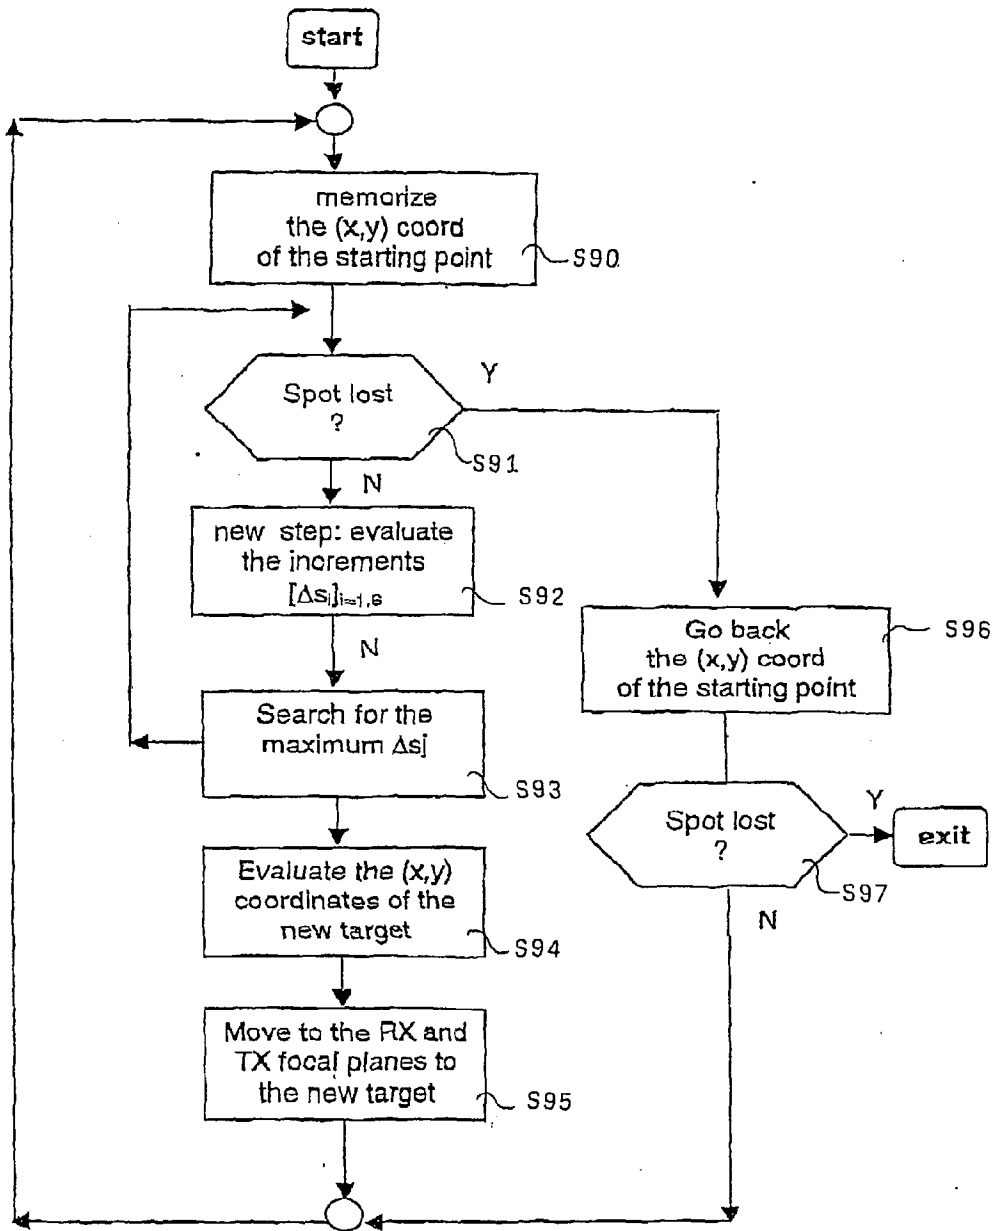 start
memorize
the (x,y) coord
of the starting point
S90
Spot lost
?
Y
S91
N
new step: evaluate
the increments
[Δsi]i=1,8
S92
N
Search for the
maximum Δsj
S93
Evaluate the (x,y)
coordinates of the
new target
S94
Move to the RX and
TX focal planes to
the new target
S95
Go back
the (x,y) coord
of the starting point
S96
Spot lost
?
Y
exit
S97
N